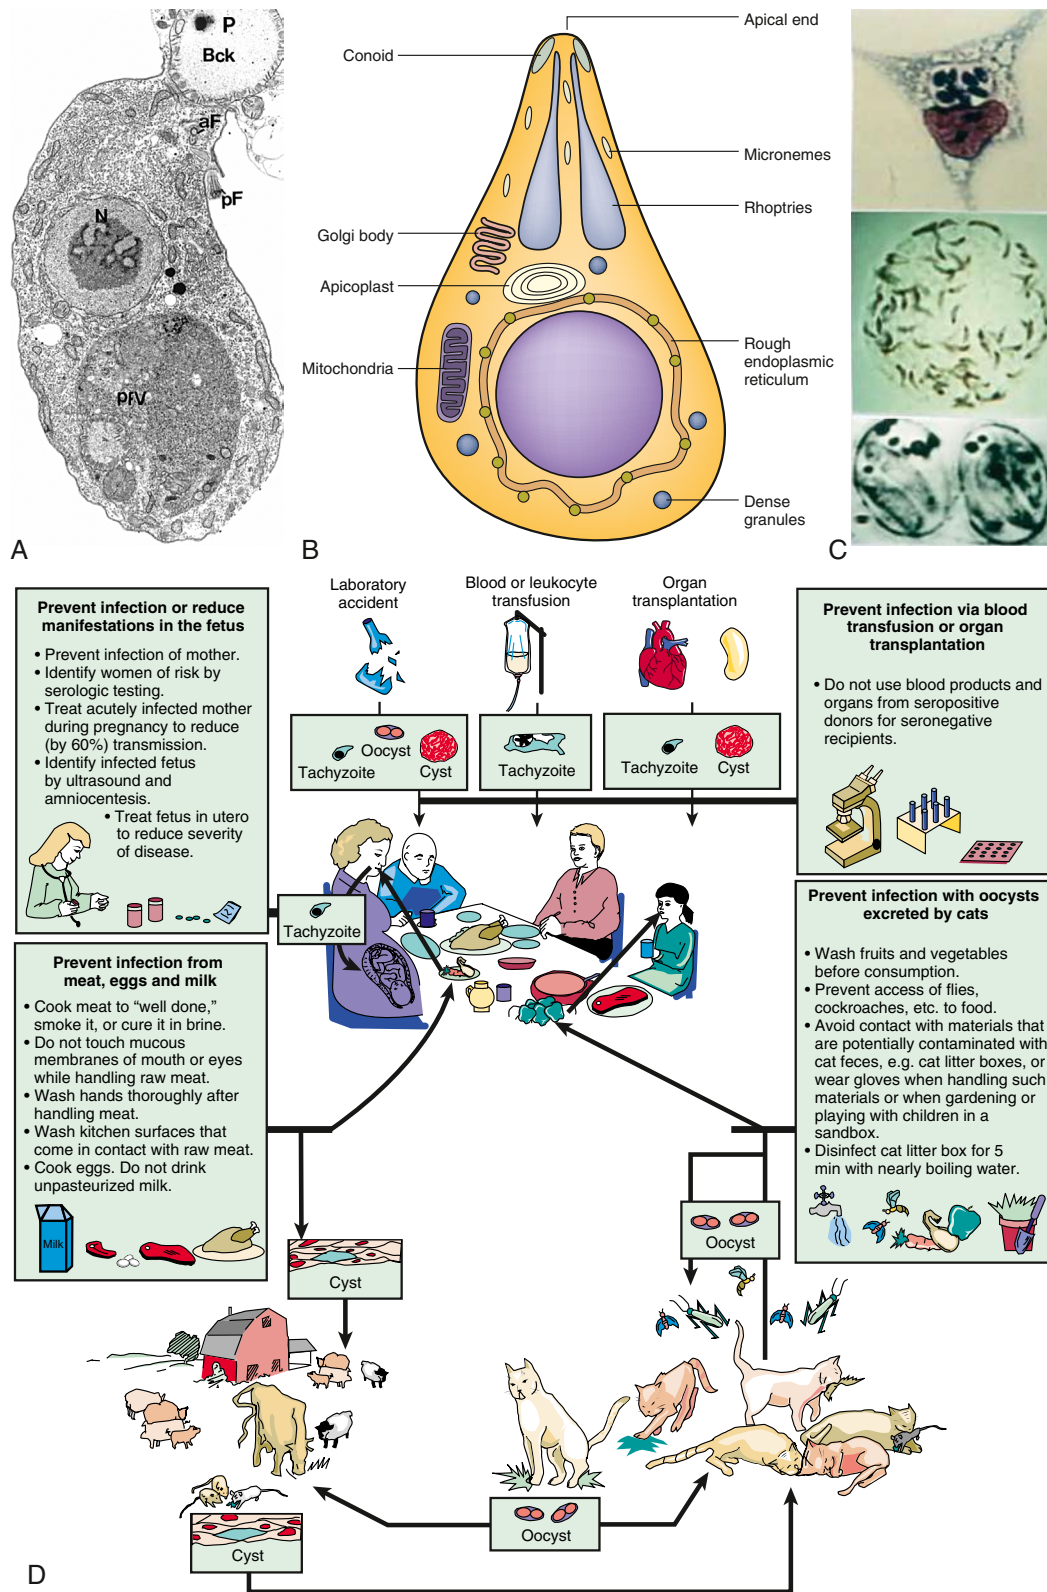 P
Bck
aF
pF
N
pRV
A
Conoid
Golgi body
Apicoplast
Mitochondria
Apical end
Micronemes
Rhoptries
Rough
endoplasmic
reticulum
Dense
granules
B
C
Prevent infection or reduce
manifestations in the fetus
• Prevent infection of mother.
• Identify women of risk by
serologic testing.
• Treat acutely infected mother
during pregnancy to reduce
(by 60%) transmission.
• Identify infected fetus
by ultrasound and
amniocentesis.
• Treat fetus in utero
to reduce severity
of disease.
Laboratory
accident
Blood or leukocyte
transfusion
Organ
transplantation
Oocyst
Tachyzoite
Cyst
Tachyzoite
Tachyzoite
Cyst
Prevent infection via blood
transfusion or organ
transplantation
• Do not use blood products and
organs from seropositive
donors for seronegative
recipients.
Tachyzoite
Prevent infection from
meat, eggs and milk
• Cook meat to “well done,”
smoke it, or cure it in brine.
• Do not touch mucous
membranes of mouth or eyes
while handling raw meat.
• Wash hands thoroughly after
handling meat.
• Wash kitchen surfaces that
come in contact with raw meat.
• Cook eggs. Do not drink
unpasteurized milk.
Milk
Prevent infection with oocysts
excreted by cats
• Wash fruits and vegetables
before consumption.
• Prevent access of flies,
cockroaches, etc. to food.
• Avoid contact with materials that
are potentially contaminated with
cat feces, e.g. cat litter boxes, or
wear gloves when handling such
materials or when gardening or
playing with children in a
sandbox.
• Disinfect cat litter box for 5
min with nearly boiling water.
Cyst
Oocyst
Oocyst
Cyst
D